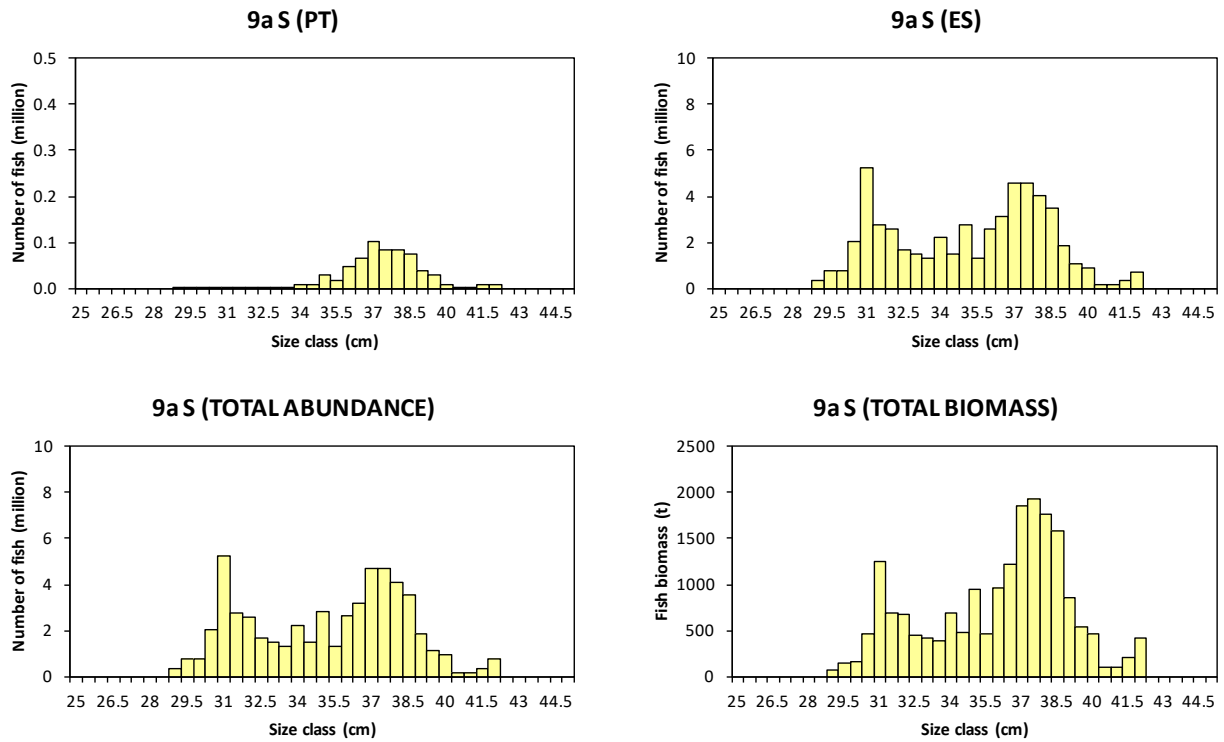 9a S (PT)
Number of fish (million)
0.5
0.4
0.3
0.2
0.1
0.0
25 26.5 28 29.5 31 32.5 34 35.5 37 38.5 40 41.5 43 44.5
Size class (cm)
9a S (ES)
Number of fish (million)
10
8
6
4
2
0
25 26.5 28 29.5 31 32.5 34 35.5 37 38.5 40 41.5 43 44.5
Size class (cm)
9a S (TOTAL ABUNDANCE)
Number of fish (million)
10
8
6
4
2
0
25 26.5 28 29.5 31 32.5 34 35.5 37 38.5 40 41.5 43 44.5
Size class (cm)
9a S (TOTAL BIOMASS)
Fish biomass (t)
2500
2000
1500
1000
500
0
25 26.5 28 29.5 31 32.5 34 35.5 37 38.5 40 41.5 43 44.5
Size class (cm)